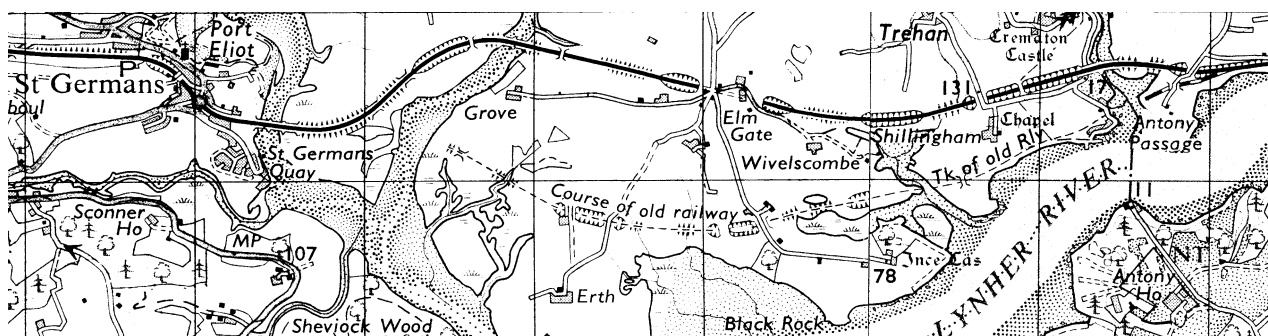 Port
Eliot
P
St Germans
Trehan
Crematon
Castle
131
17
Grove
Elm
Gate
Shillingham
Chapel
Antony
Passage
St Germans
Quay
Wivelscombe
Tk of old Rly
Sconner
Ho
Course of old railway
11
MP
107
LYNHER RIVER
NT
Ince Cas
78
Antony
Ho
Erth
Sheviock Wood
Black Rock